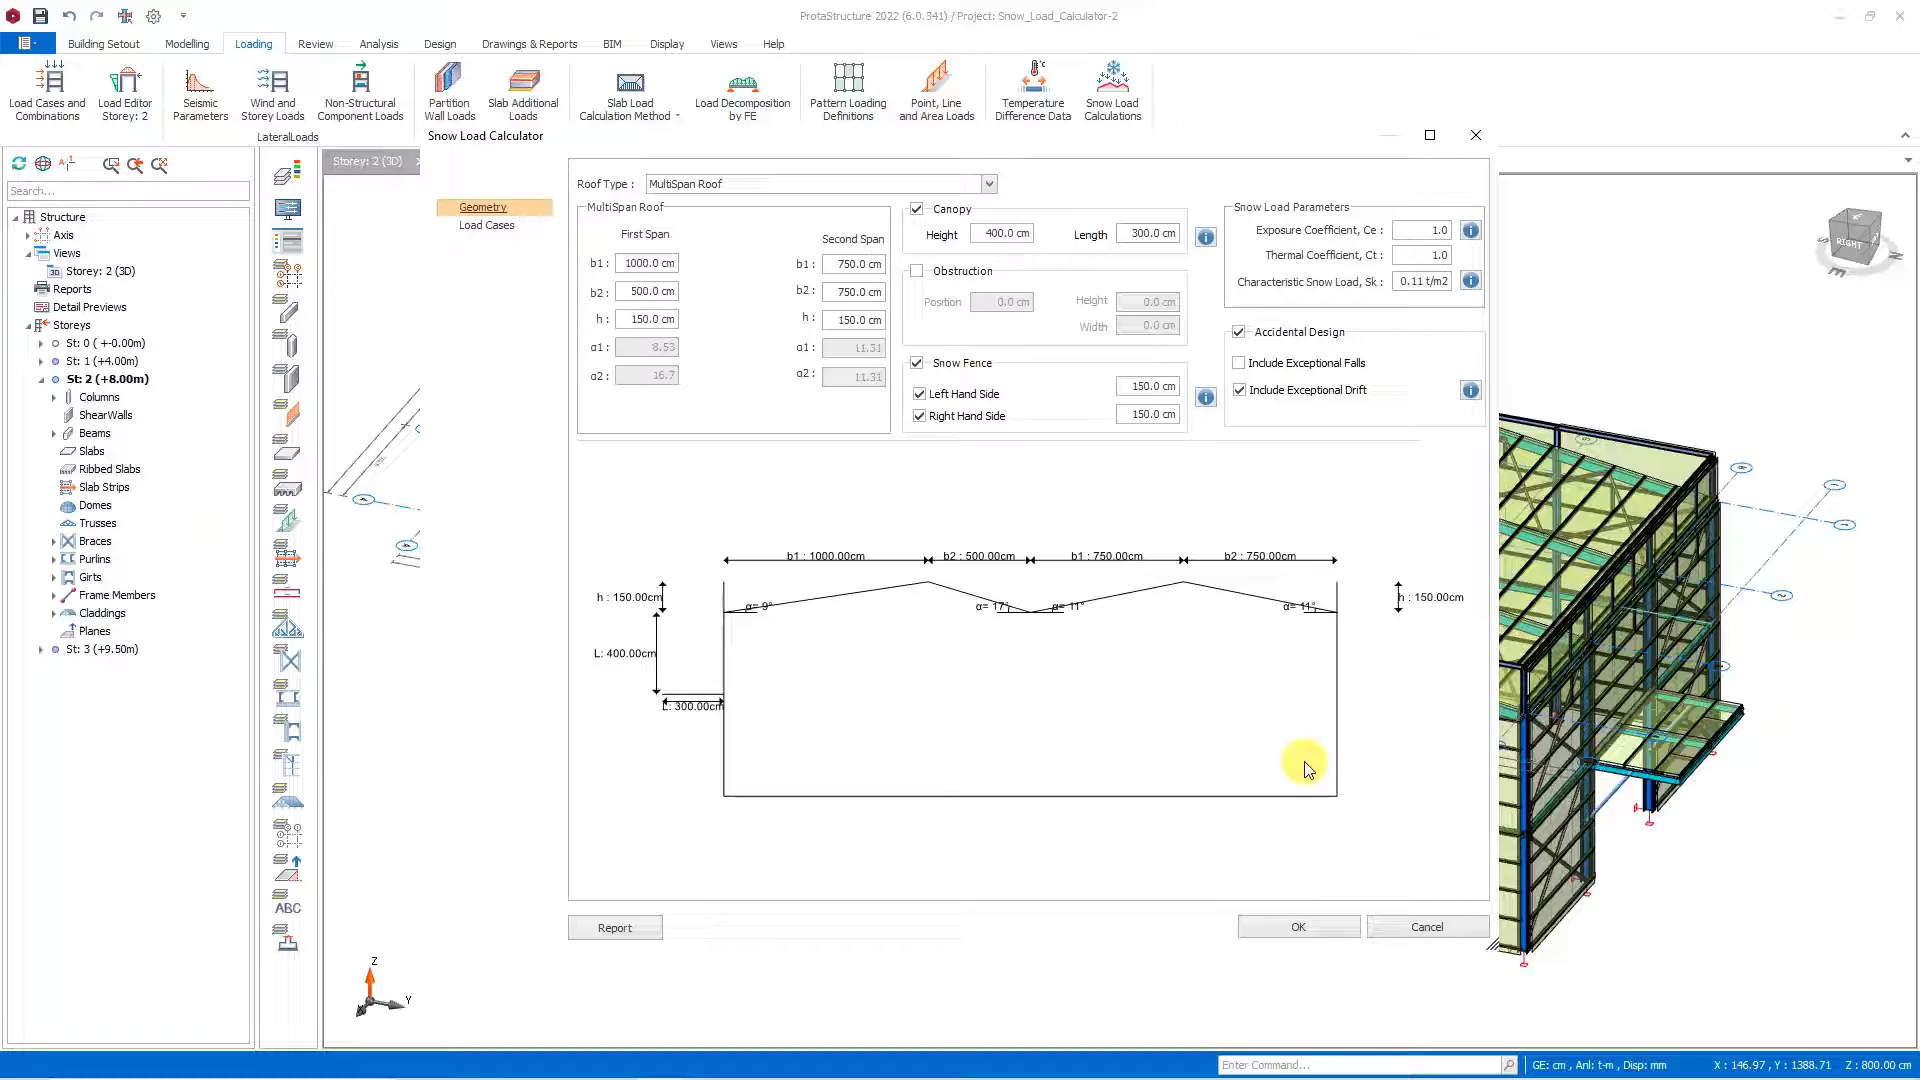 ProtaStructure 2022 (6.0.341) / Project: Snow_Load_Calculator-2
Building Setout Modelling Loading Review Analysis Design Drawings & Reports BIM Display Views Help
Load Cases and Combinations
Load Editor Storey: 2
Seismic Parameters
Wind and Storey Loads
Non-Structural Component Loads
Partition Wall Loads
Slab Additional Loads
Slab Load Calculation Method
Load Decomposition by FE
Pattern Loading Definitions
Point, Line and Area Loads
Temperature Difference Data
Snow Load Calculations
LateralLoads
Snow Load Calculator
Storey: 2 (3D)
Search...
Structure
Axis
Views
Storey: 2 (3D)
Reports
Detail Previews
Storeys
St: 0 ( +-0.00m)
St: 1 (+4.00m)
St: 2 (+8.00m)
Columns
ShearWalls
Beams
Slabs
Ribbed Slabs
Slab Strips
Domes
Trusses
Braces
Purlins
Girts
Frame Members
Claddings
Planes
St: 3 (+9.50m)
ABC
Geometry
Load Cases
Roof Type : MultiSpan Roof
MultiSpan Roof
First Span
Second Span
b1 : 1000.0 cm
b1 : 750.0 cm
b2 : 500.0 cm
b2 : 750.0 cm
h : 150.0 cm
h : 150.0 cm
α1 : 8.53
α1 : 11.31
α2 : 16.7
α2 : 11.31
Canopy
Height 400.0 cm Length 300.0 cm
Obstruction
Position 0.0 cm Height 0.0 cm
Width 0.0 cm
Snow Fence
Left Hand Side 150.0 cm
Right Hand Side 150.0 cm
Snow Load Parameters
Exposure Coefficient, Ce : 1.0
Thermal Coefficient, Ct : 1.0
Characteristic Snow Load, Sk : 0.11 t/m2
Accidental Design
Include Exceptional Falls
Include Exceptional Drift
b1 : 1000.00cm b2 : 500.00cm b1 : 750.00cm b2 : 750.00cm
h : 150.00cm
h : 150.00cm
α= 9° α= 17° α= 11° α= 11°
L: 400.00cm
L: 300.00cm
Report
OK
Cancel
RIGHT
Z
Y
Enter Command...
GE: cm , Anl: t-m , Disp: mm
X : 146.97 , Y : 1388.71 Z : 800.00 cm